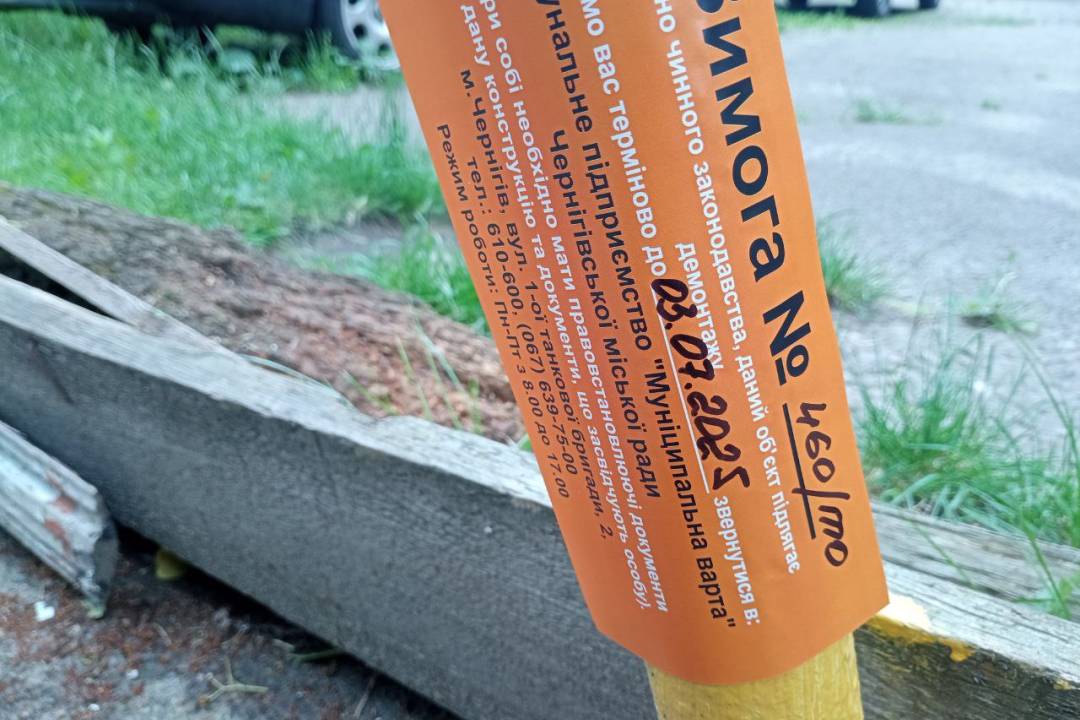 Вимога № 460/то
но чинного законодавства, даний об'єкт підлягає
демонтажу
мо вас терміново до 03.07.2025 звернутися в:
унальне підприємство "Муніципальна варта"
Чернігівської міської ради
ри собі необхідно мати правовстановлюючі документи
дану конструкцію та документи, що засвідчують особу).
м.Чернігів, вул. 1-ої танкової бригади, 2,
тел.: 610-600, (067) 639-75-00
Режим роботи: Пн-Пт з 8.00 до 17.00